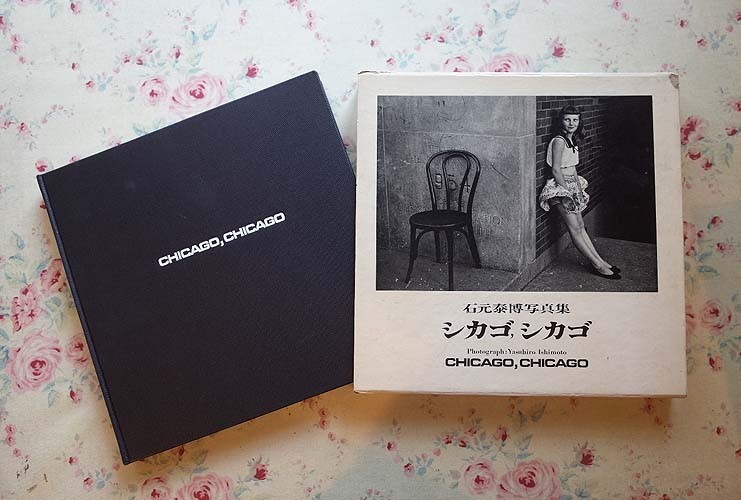 CHICAGO, CHICAGO
954
石元泰博写真集
シカゴ, シカゴ
Photograph: Yasuhiro Ishimoto
CHICAGO, CHICAGO